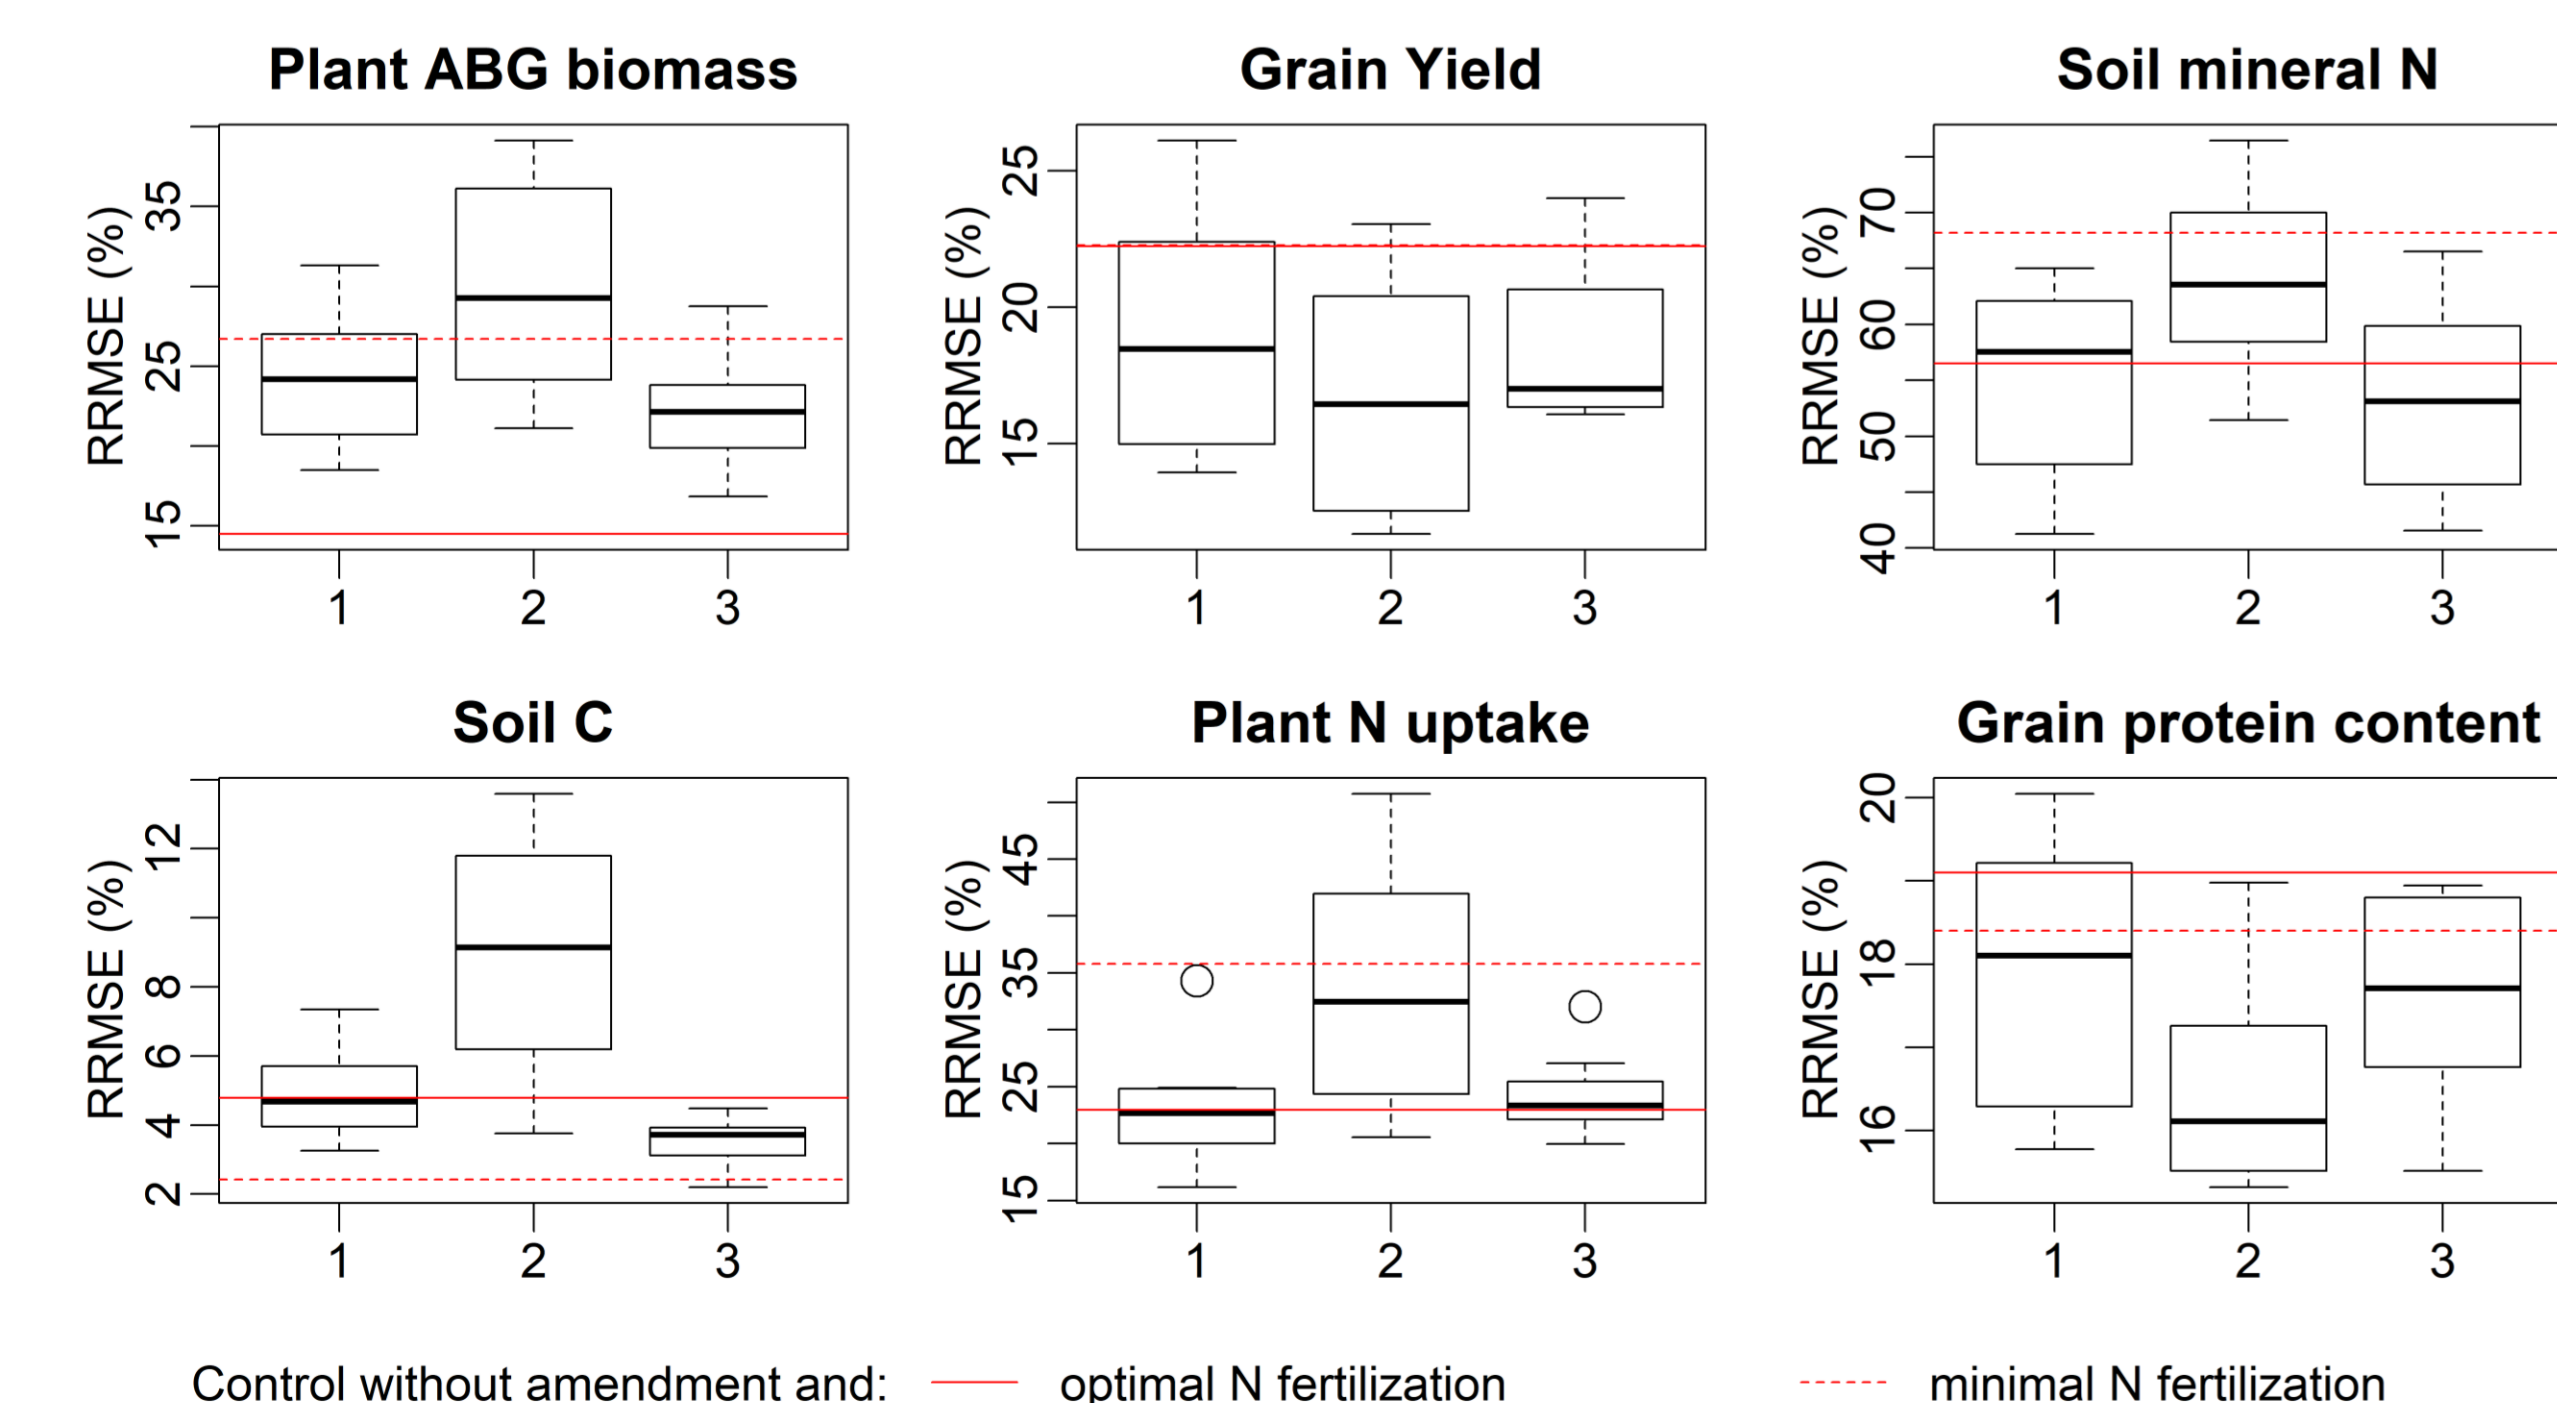 Plant ABG biomass
RRMSE (%)
35
25
15
1 2 3
Grain Yield
RRMSE (%)
25
20
15
1 2 3
Soil mineral N
RRMSE (%)
70
60
50
40
1 2 3
Soil C
RRMSE (%)
12
8
6
4
2
1 2 3
Plant N uptake
RRMSE (%)
45
35
25
15
1 2 3
Grain protein content
RRMSE (%)
20
18
16
1 2 3
Control without amendment and: optimal N fertilization minimal N fertilization